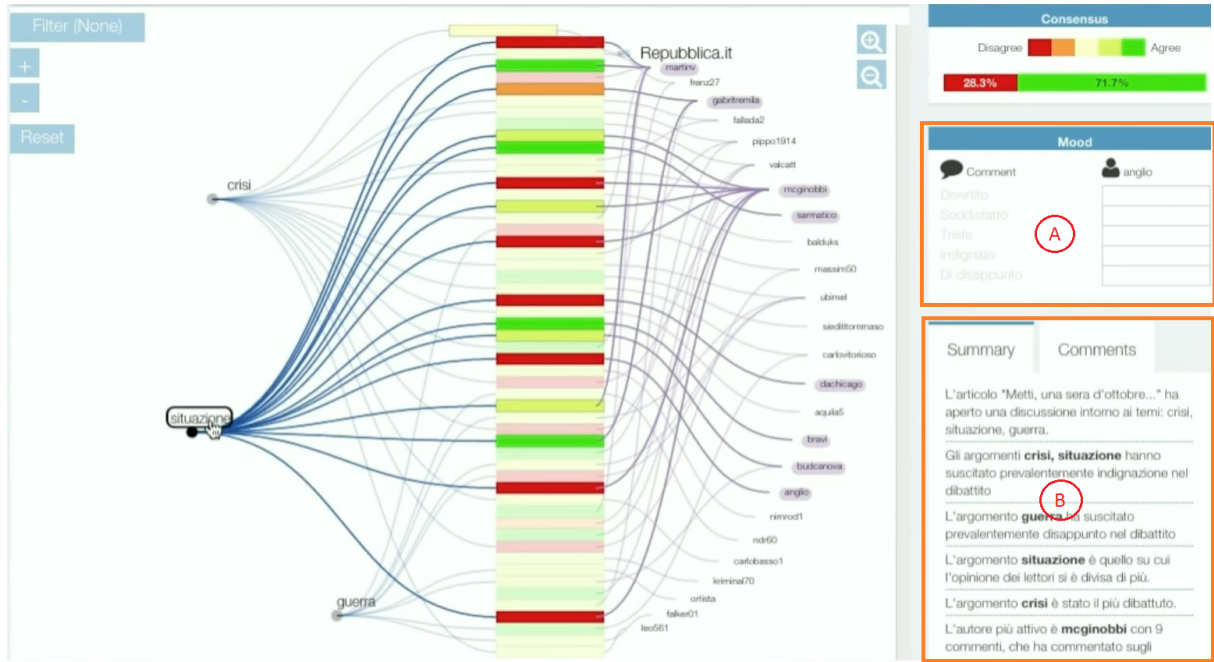 Filter (None)
+
-
Reset
crisi
situazione
guerra
Repubblica.it
martinv
frenz27
gabritremila
fallada2
pippo1914
valcatt
mcginobbi
sarmatico
balduks
massim50
ubimel
siedititommaso
carlovitorioso
dachicago
aquila5
bravi
budcanova
anglio
nimrod1
ndr60
carlobasso1
kriminal70
ortista
falker01
leo561
Consensus
Disagree Agree
28.3% 71.7%
Mood
Comment anglio
Divertito
Soddisfatto
Triste
Indignato
Di disappunto
A
Summary Comments
L'articolo "Metti, una sera d'ottobre..." ha
aperto una discussione intorno ai temi: crisi,
situazione, guerra.
Gli argomenti crisi, situazione hanno
suscitato prevalentemente indignazione nel
dibattito
B
L'argomento guerra ha suscitato
prevalentemente disappunto nel dibattito
L'argomento situazione è quello su cui
l'opinione dei lettori si è divisa di più.
L'argomento crisi è stato il più dibattuto.
L'autore più attivo è mcginobbi con 9
commenti, che ha commentato sugli